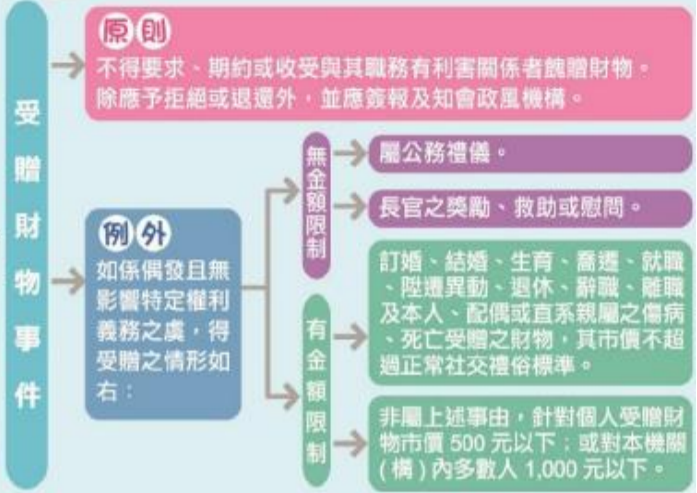 受贈財物事件
原則
不得要求、期約或收受與其職務有利害關係者餽贈財物。
除應予拒絕或退還外，並應簽報及知會政風機構。
例外
如係偶發且無
影響特定權利
義務之虞，得
受贈之情形如
右：
無金額限制
屬公務禮儀。
長官之獎勵、救助或慰問。
有金額限制
訂婚、結婚、生育、喬遷、就職
、陞遷異動、退休、辭職、離職
及本人、配偶或直系親屬之傷病
、死亡受贈之財物，其市價不超
過正常社交禮俗標準。
非屬上述事由，針對個人受贈財
物市價 500 元以下；或對本機關
(構)內多數人 1,000 元以下。